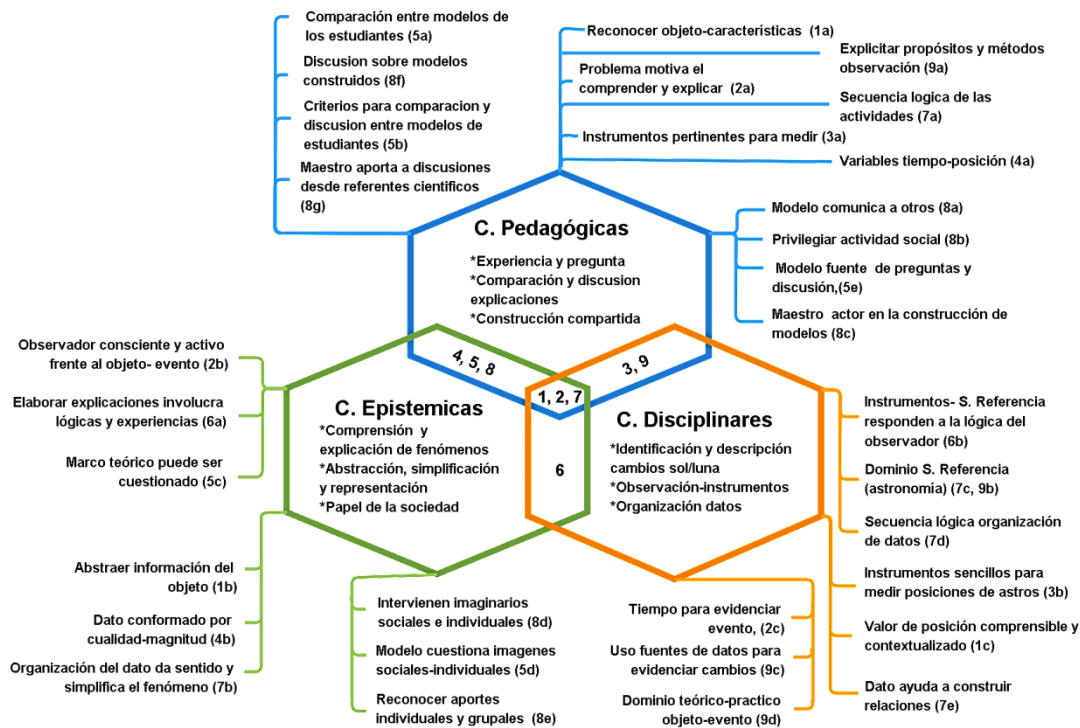 Comparación entre modelos de
los estudiantes (5a)
Discusion sobre modelos
construidos (8f)
Criterios para comparacion y
discusion entre modelos de
estudiantes (5b)
Maestro aporta a discusiones
desde referentes cientificos
(8g)
Reconocer objeto-características (1a)
Explicitar propósitos y métodos
observación (9a)
Problema motiva el
comprender y explicar (2a)
Secuencia logica de las
actividades (7a)
Instrumentos pertinentes para medir (3a)
Variables tiempo-posición (4a)
C. Pedagógicas
*Experiencia y pregunta
*Comparación y discusion
explicaciones
*Construcción compartida
Modelo comunica a otros (8a)
Privilegiar actividad social (8b)
Modelo fuente de preguntas y
discusión,(5e)
Maestro actor en la construcción de
modelos (8c)
4, 5, 8
1, 2, 7
3, 9
6
Observador consciente y activo
frente al objeto- evento (2b)
Elaborar explicaciones involucra
lógicas y experiencias (6a)
Marco teórico puede ser
cuestionado (5c)
C. Epistemicas
*Comprensión y
explicación de fenómenos
*Abstracción, simplificación
y representación
*Papel de la sociedad
C. Disciplinares
*Identificación y descripción
cambios sol/luna
*Observación-instrumentos
*Organización datos
Instrumentos- S. Referencia
responden a la lógica del
observador (6b)
Dominio S. Referencia
(astronomía) (7c, 9b)
Secuencia lógica organización
de datos (7d)
Abstraer información del
objeto (1b)
Dato conformado por
cualidad-magnitud (4b)
Organización del dato da sentido y
simplifica el fenómeno (7b)
Intervienen imaginarios
sociales e individuales (8d)
Modelo cuestiona imagenes
sociales-individuales (5d)
Reconocer aportes
individuales y grupales (8e)
Tiempo para evidenciar
evento, (2c)
Uso fuentes de datos para
evidenciar cambios (9c)
Dominio teórico-practico
objeto-evento (9d)
Instrumentos sencillos para
medir posiciones de astros (3b)
Valor de posición comprensible y
contextualizado (1c)
Dato ayuda a construir
relaciones (7e)